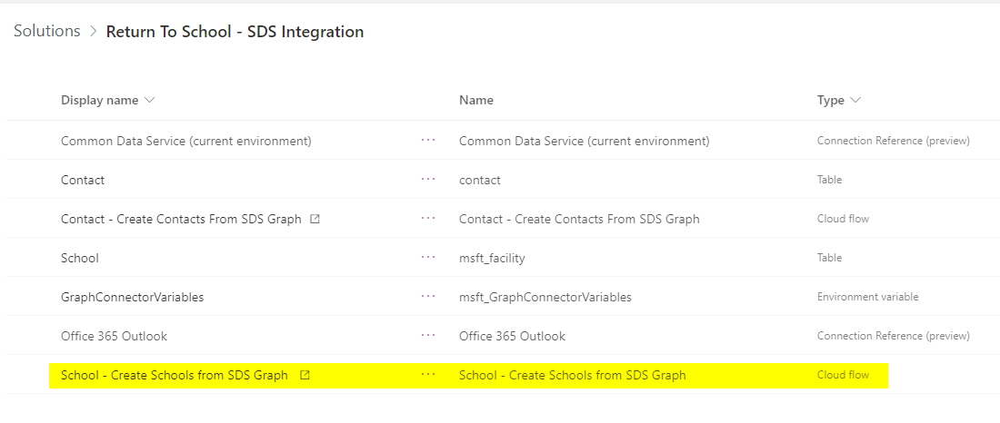 Solutions > Return To School - SDS Integration
Display name Name Type
Common Data Service (current environment) ... Common Data Service (current environment) Connection Reference (preview)
Contact ... contact Table
Contact - Create Contacts From SDS Graph ... Contact - Create Contacts From SDS Graph Cloud flow
School ... msft_facility Table
GraphConnectorVariables ... msft_GraphConnectorVariables Environment variable
Office 365 Outlook ... Office 365 Outlook Connection Reference (preview)
School - Create Schools from SDS Graph ... School - Create Schools from SDS Graph Cloud flow